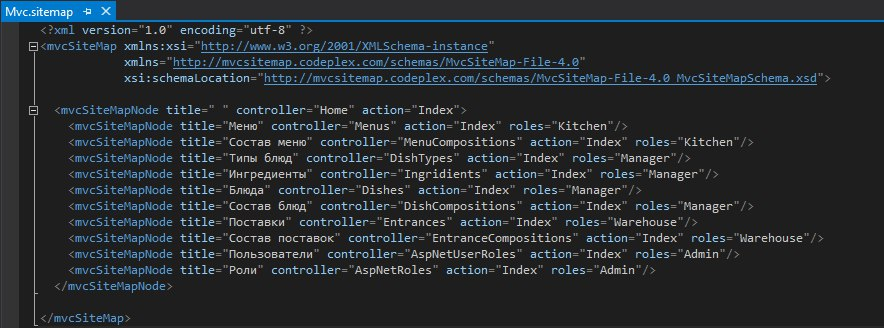 Mvc.sitemap
<?xml version="1.0" encoding="utf-8" ?>
<mvcSiteMap xmlns:xsi="http://www.w3.org/2001/XMLSchema-instance"
xmlns="http://mvcsitemap.codeplex.com/schemas/MvcSiteMap-File-4.0"
xsi:schemaLocation="http://mvcsitemap.codeplex.com/schemas/MvcSiteMap-File-4.0 MvcSiteMapSchema.xsd">
<mvcSiteMapNode title=" " controller="Home" action="Index">
<mvcSiteMapNode title="Меню" controller="Menus" action="Index" roles="Kitchen"/>
<mvcSiteMapNode title="Состав меню" controller="MenuCompositions" action="Index" roles="Kitchen"/>
<mvcSiteMapNode title="Типы блюд" controller="DishTypes" action="Index" roles="Manager"/>
<mvcSiteMapNode title="Ингредиенты" controller="Ingridients" action="Index" roles="Manager"/>
<mvcSiteMapNode title="Блюда" controller="Dishes" action="Index" roles="Manager"/>
<mvcSiteMapNode title="Состав блюд" controller="DishCompositions" action="Index" roles="Manager"/>
<mvcSiteMapNode title="Поставки" controller="Entrances" action="Index" roles="Warehouse"/>
<mvcSiteMapNode title="Состав поставок" controller="EntranceCompositions" action="Index" roles="Warehouse"/>
<mvcSiteMapNode title="Пользователи" controller="AspNetUserRoles" action="Index" roles="Admin"/>
<mvcSiteMapNode title="Роли" controller="AspNetRoles" action="Index" roles="Admin"/>
</mvcSiteMapNode>
</mvcSiteMap>